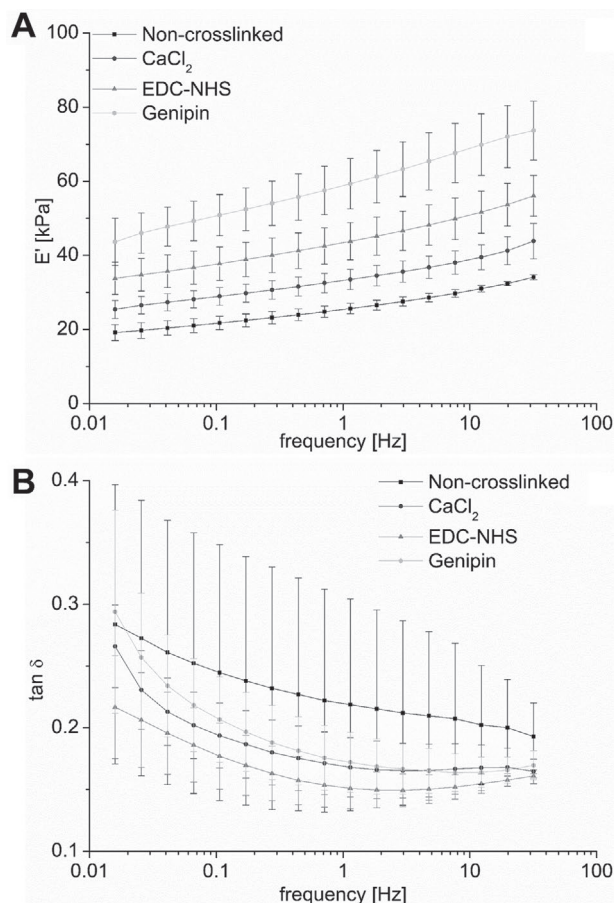 A
Non-crosslinked
CaCl₂
EDC-NHS
Genipin
100
80
60
40
20
0
E' [kPa]
0.01
0.1
1
10
100
frequency [Hz]
B
Non-crosslinked
CaCl₂
EDC-NHS
Genipin
0.4
0.3
0.2
0.1
tan δ
0.01
0.1
1
10
100
frequency [Hz]